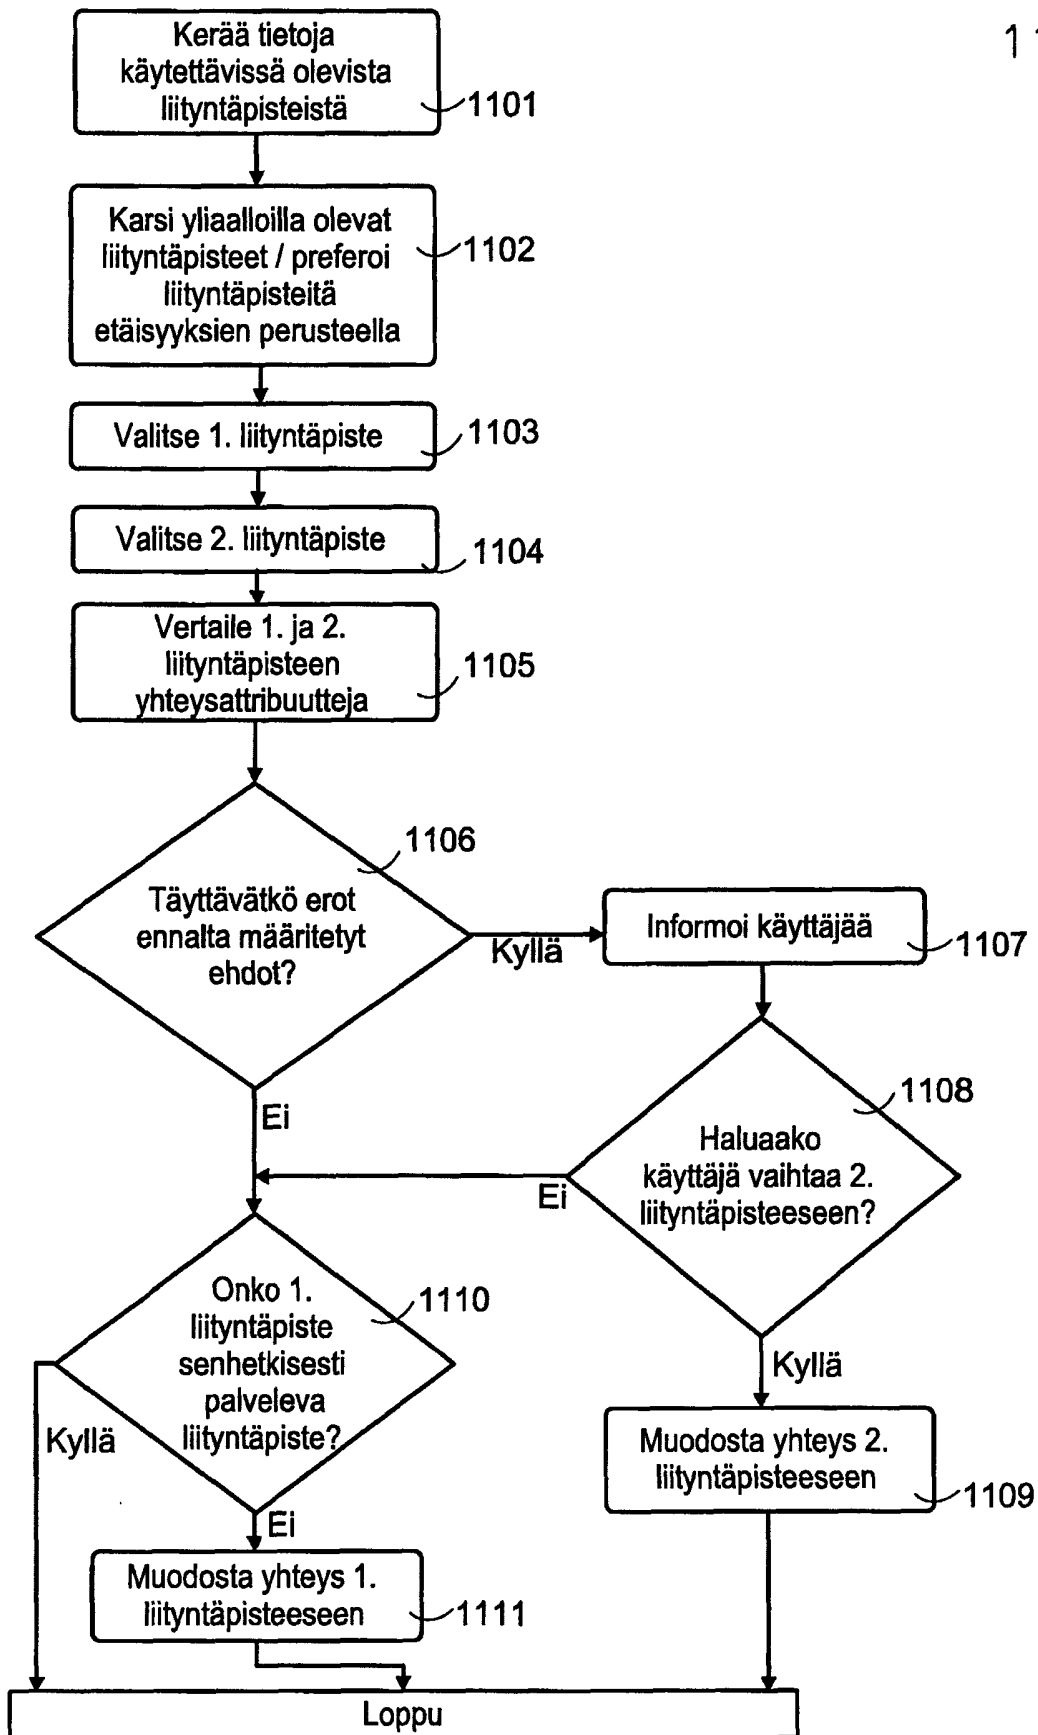 Kerää tietoja
käytettävissä olevista
liityntäpisteistä
1101
Karsi yliaalloilla olevat
liityntäpisteet / preferoi
liityntäpisteitä
etäisyyksien perusteella
1102
Valitse 1. liityntäpiste
1103
Valitse 2. liityntäpiste
1104
Vertaile 1. ja 2.
liityntäpisteen
yhteysattribuutteja
1105
Täyttävätkö erot
ennalta määritetyt
ehdot?
1106
Kyllä
Informoi käyttäjää
1107
Ei
Haluaako
käyttäjä vaihtaa 2.
liityntäpisteeseen?
1108
Ei
Kyllä
Onko 1.
liityntäpiste
senhetkisesti
palveleva
liityntäpiste?
1110
Kyllä
Ei
Muodosta yhteys 2.
liityntäpisteeseen
1109
Muodosta yhteys 1.
liityntäpisteeseen
1111
Loppu